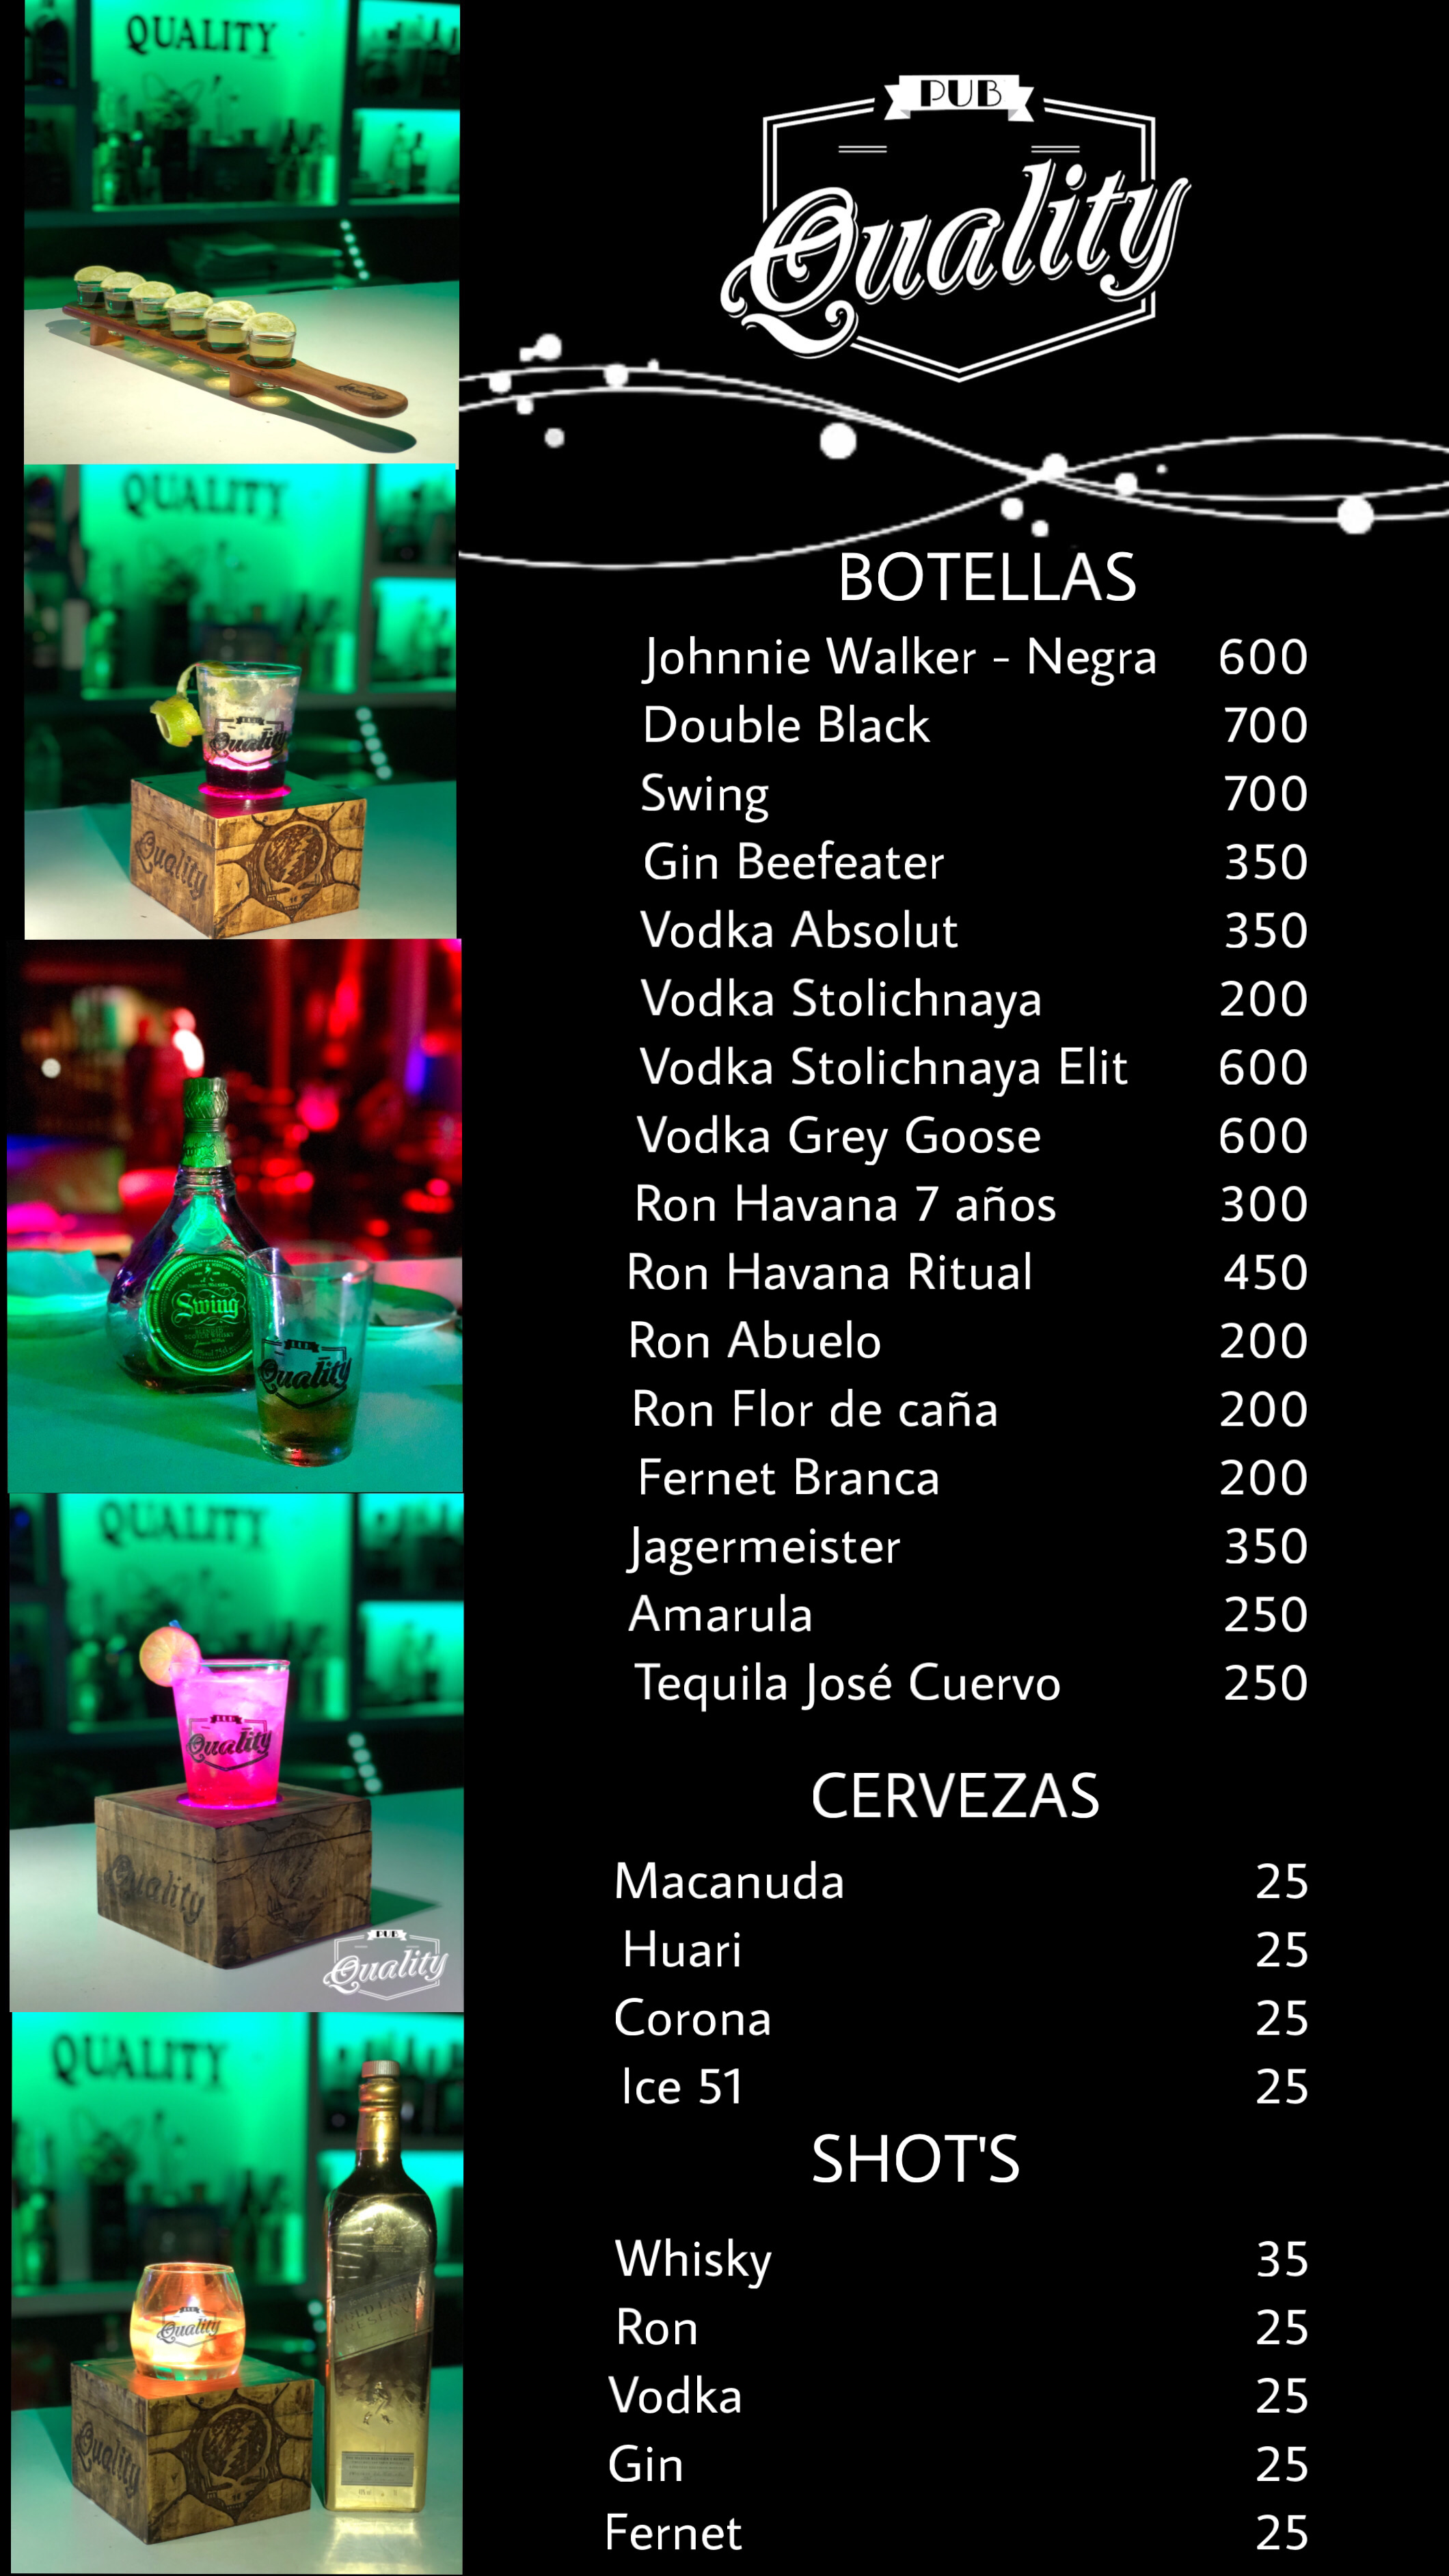 QUALITY
PUB
Quality
QUALITY
Quality
Quality
Swing
Quality
QUALITY
PUB
Quality
Quality
PUB
Quality
QUALITY
Quality
Quality
BOTELLAS
Johnnie Walker - Negra 600
Double Black 700
Swing 700
Gin Beefeater 350
Vodka Absolut 350
Vodka Stolichnaya 200
Vodka Stolichnaya Elit 600
Vodka Grey Goose 600
Ron Havana 7 años 300
Ron Havana Ritual 450
Ron Abuelo 200
Ron Flor de caña 200
Fernet Branca 200
Jagermeister 350
Amarula 250
Tequila José Cuervo 250
CERVEZAS
Macanuda 25
Huari 25
Corona 25
Ice 51 25
SHOT'S
Whisky 35
Ron 25
Vodka 25
Gin 25
Fernet 25